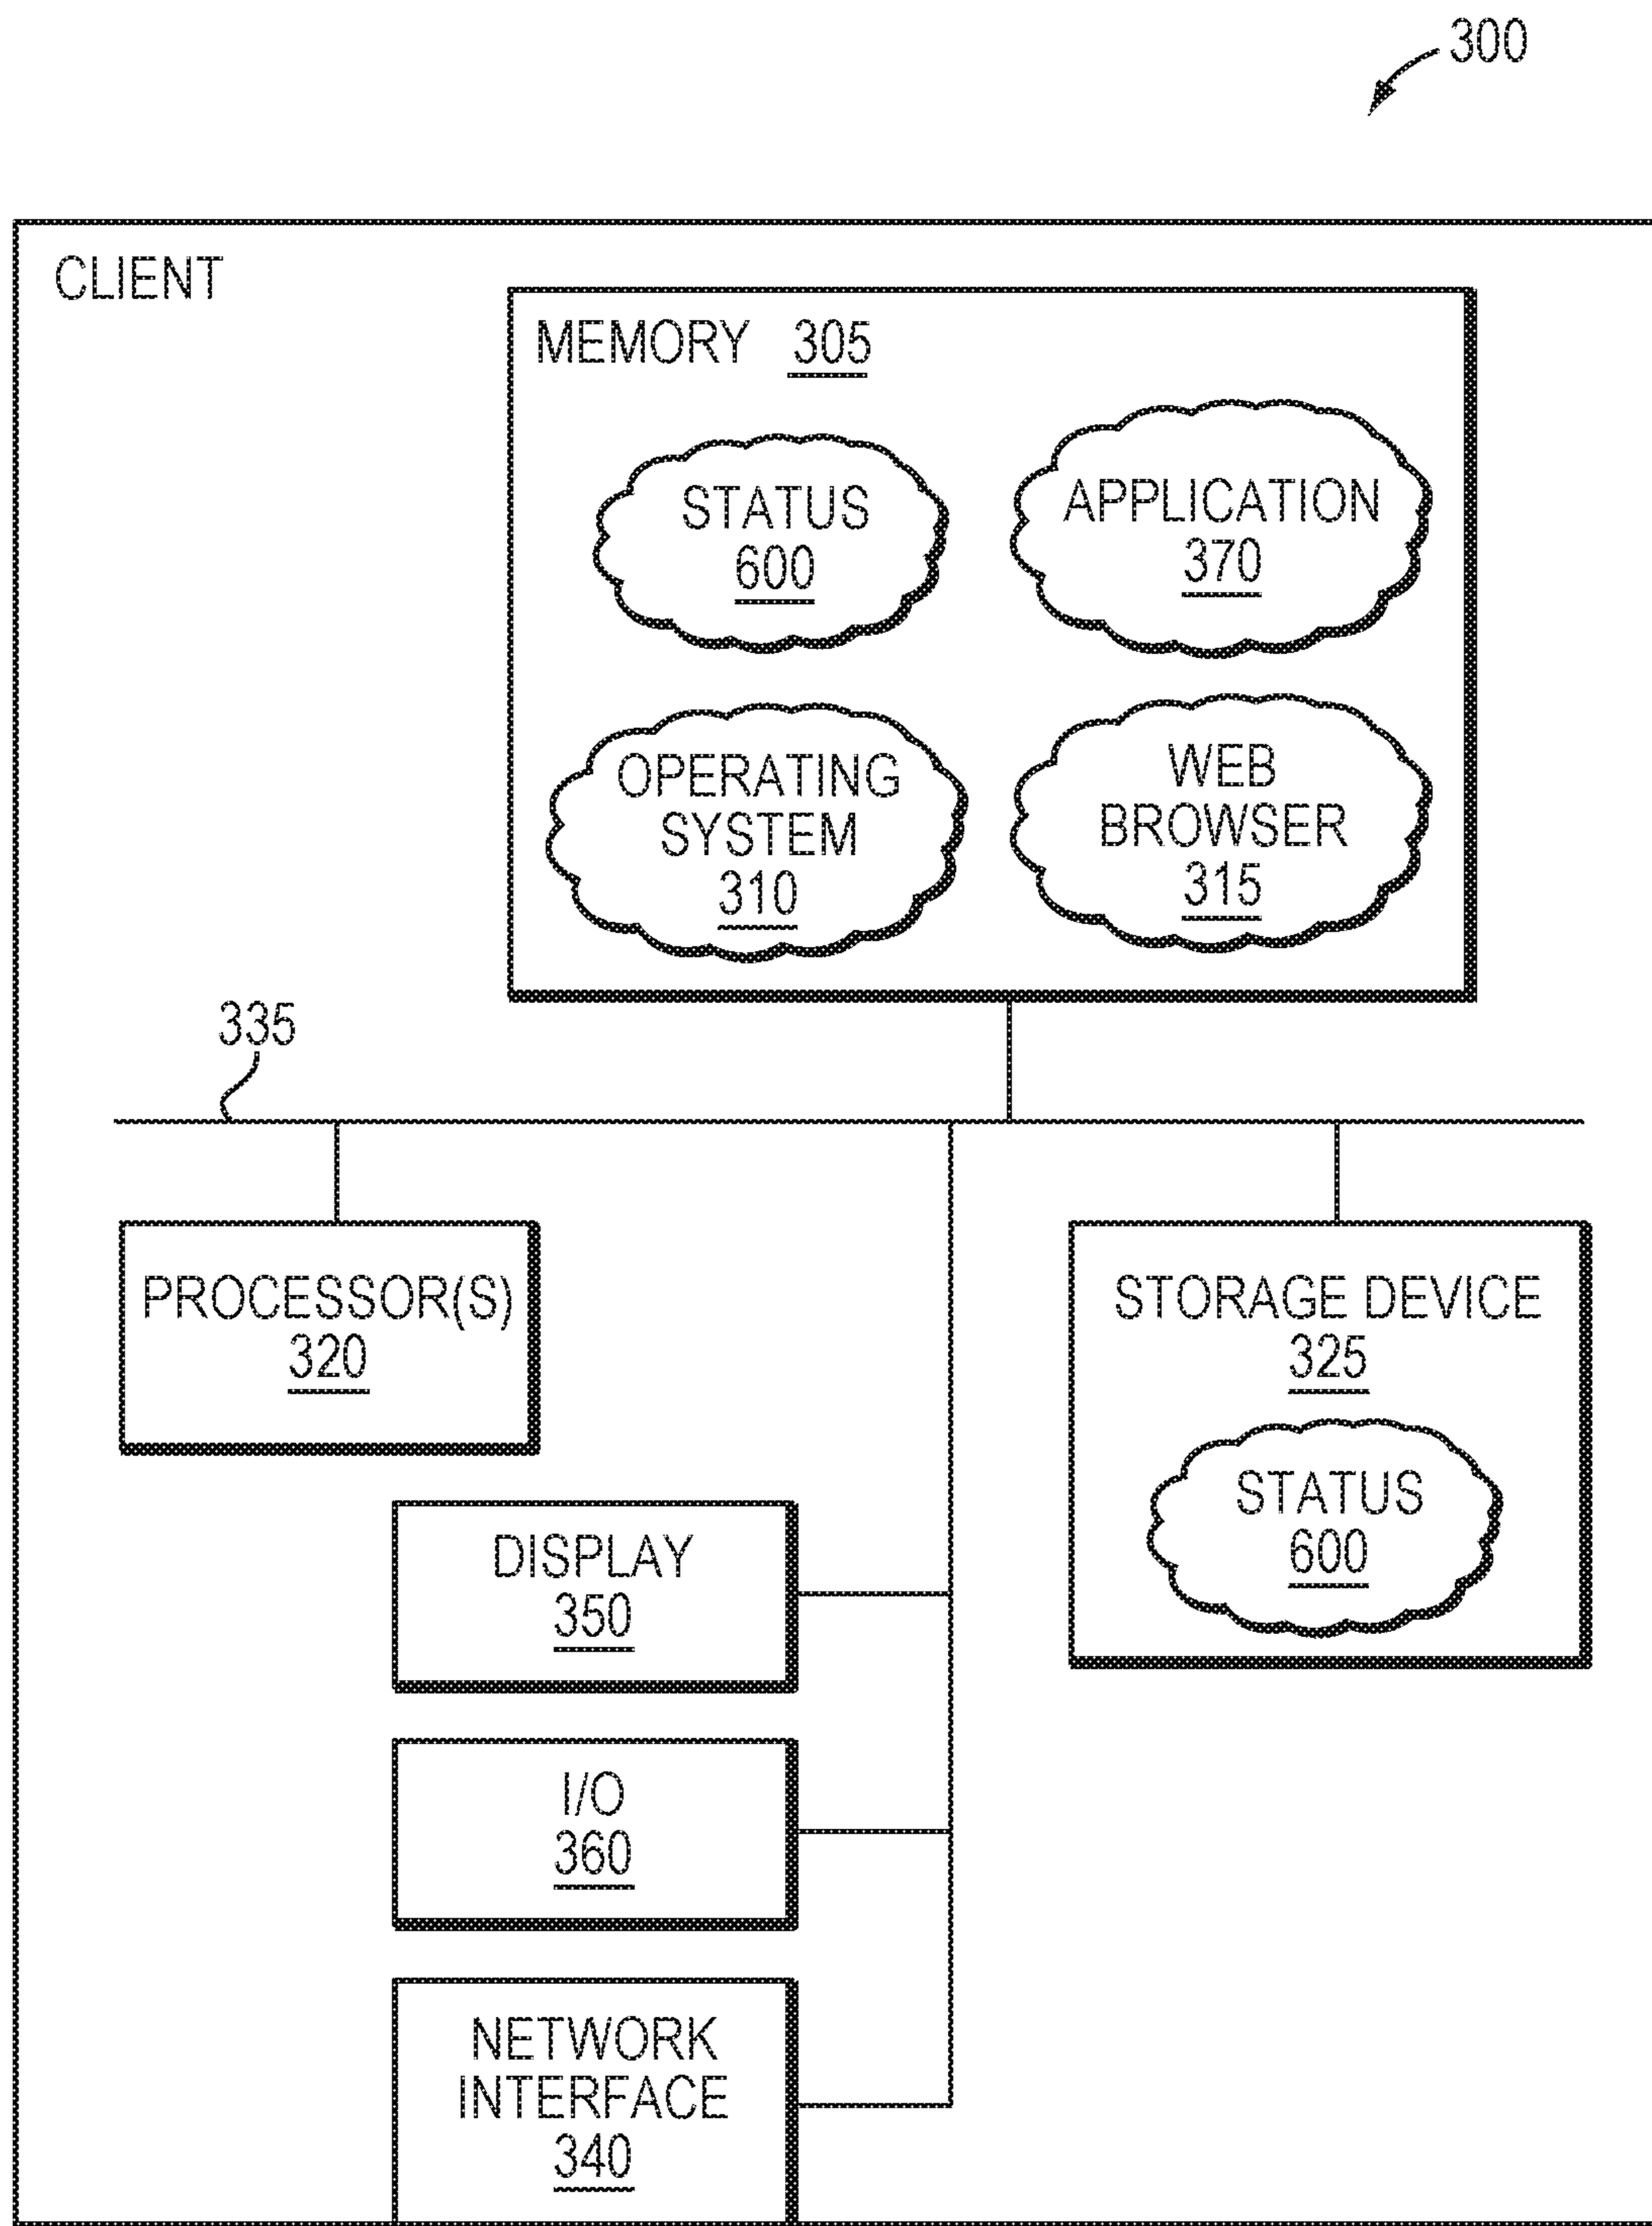 300
CLIENT
MEMORY 305
STATUS
600
APPLICATION
370
OPERATING
SYSTEM
310
WEB
BROWSER
315
335
PROCESSOR(S)
320
STORAGE DEVICE
325
STATUS
600
DISPLAY
350
I/O
360
NETWORK
INTERFACE
340